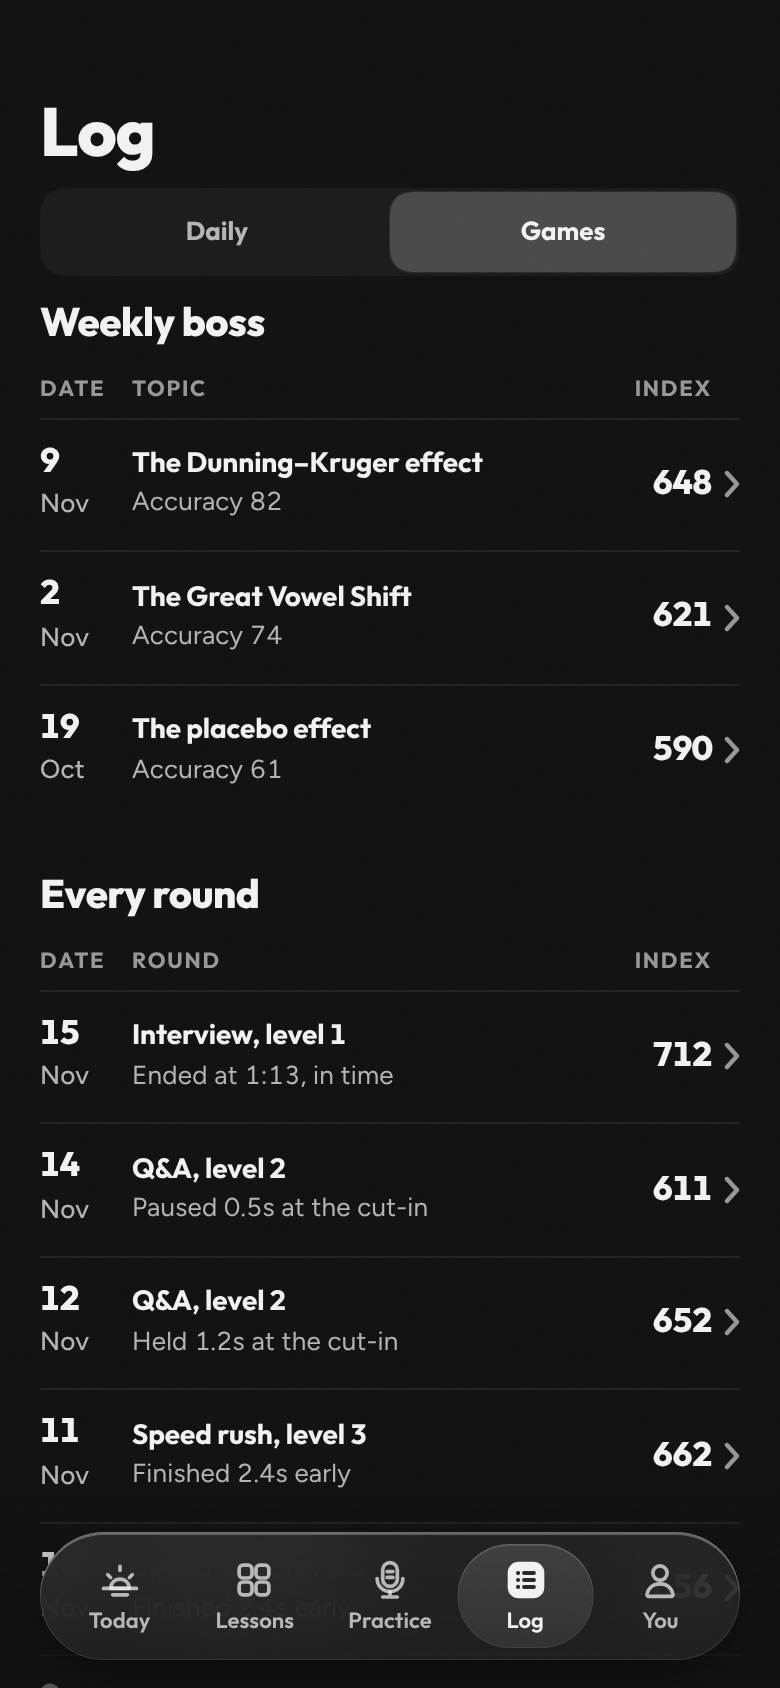 Log
Daily Games
Weekly boss
DATE TOPIC INDEX
9 The Dunning–Kruger effect 648
Nov Accuracy 82
2 The Great Vowel Shift 621
Nov Accuracy 74
19 The placebo effect 590
Oct Accuracy 61
Every round
DATE ROUND INDEX
15 Interview, level 1 712
Nov Ended at 1:13, in time
14 Q&A, level 2 611
Nov Paused 0.5s at the cut-in
12 Q&A, level 2 652
Nov Held 1.2s at the cut-in
11 Speed rush, level 3 662
Nov Finished 2.4s early
Nov Finished early
Today Lessons Practice Log You